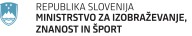 REPUBLIKA SLOVENIJA
MINISTRSTVO ZA IZOBRAŽEVANJE,
ZNANOST IN ŠPORT